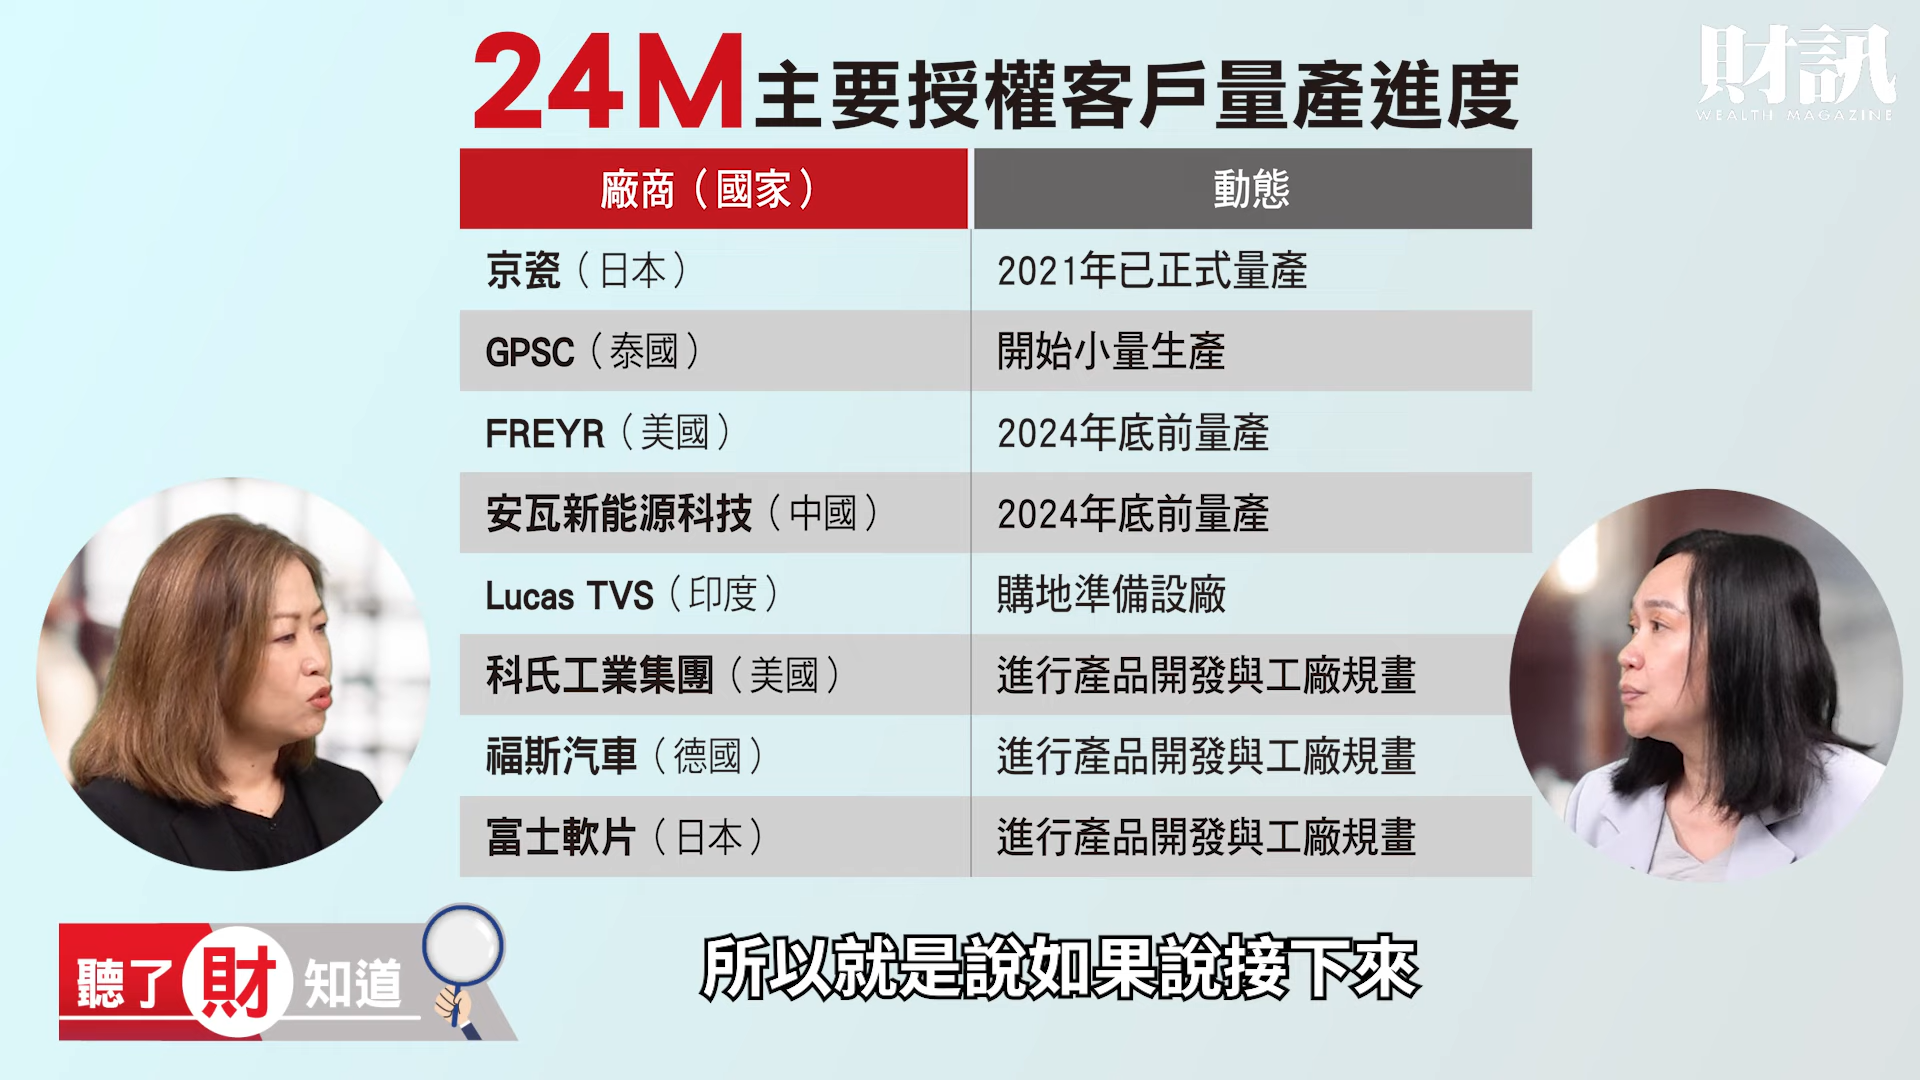 24M主要授權客戶量產進度
財訊
WEALTH MAGAZINE
廠商（國家） 動態
京瓷（日本） 2021年已正式量產
GPSC（泰國） 開始小量生產
FREYR（美國） 2024年底前量產
安瓦新能源科技（中國） 2024年底前量產
Lucas TVS（印度） 購地準備設廠
科氏工業集團（美國） 進行產品開發與工廠規畫
福斯汽車（德國） 進行產品開發與工廠規畫
富士軟片（日本） 進行產品開發與工廠規畫
聽了財知道
所以就是說如果說接下來